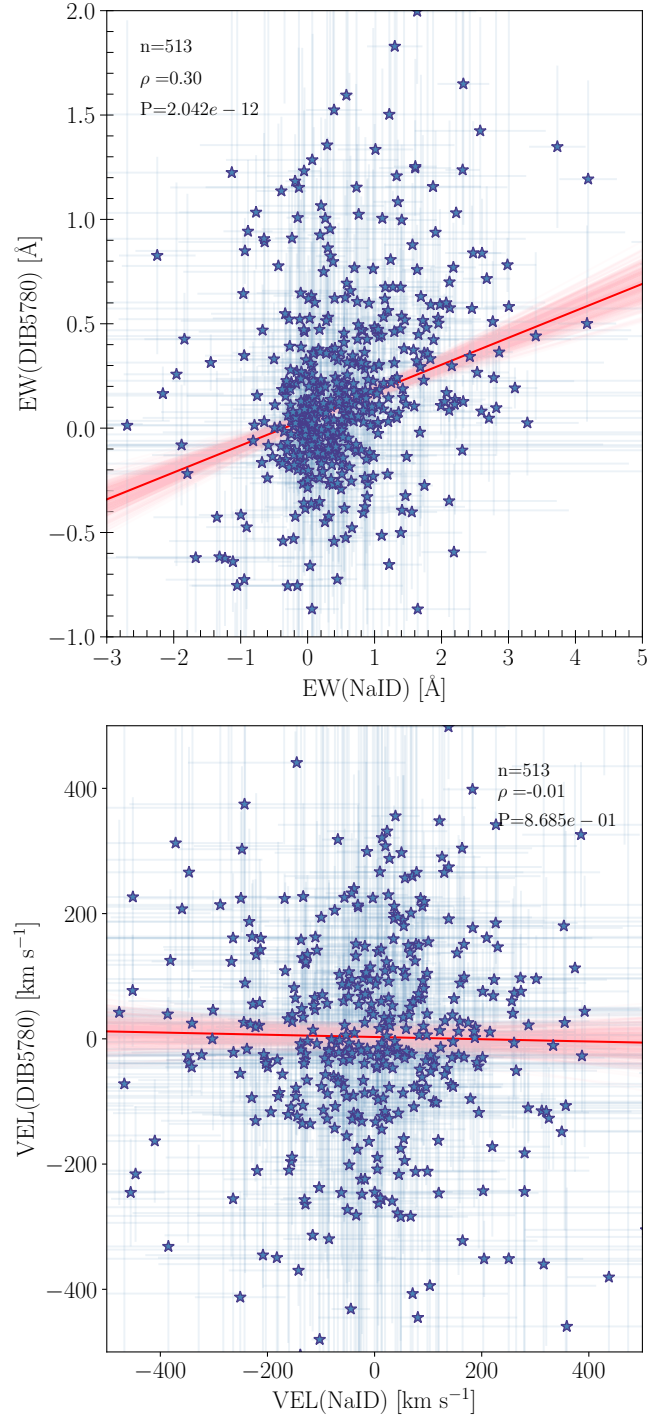 2.0
n=513
ρ = 0.30
P=2.042e − 12
1.5
1.0
0.5
0.0
−0.5
−1.0
EW(DIB5780) [Å]
−3 −2 −1 0 1 2 3 4 5
EW(NaID) [Å]
n=513
ρ =-0.01
P=8.685e − 01
400
200
0
−200
−400
VEL(DIB5780) [km s⁻¹]
−400 −200 0 200 400
VEL(NaID) [km s⁻¹]